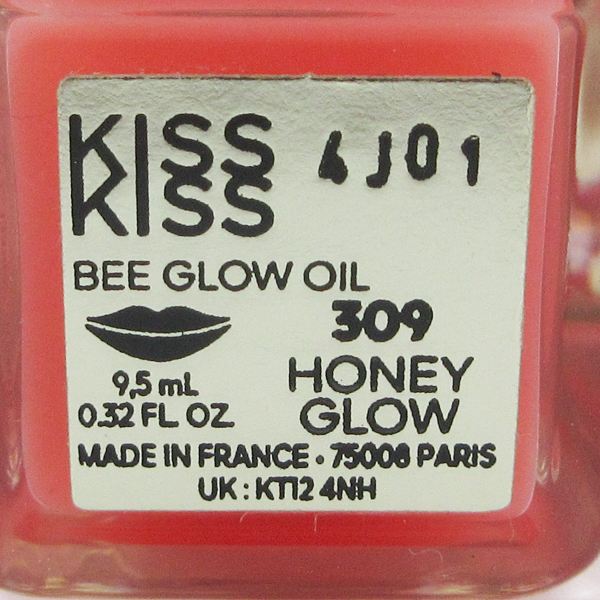 KISS
KISS
4J01
BEE GLOW OIL
309
HONEY
GLOW
9,5 mL
0.32 FL OZ.
MADE IN FRANCE • 75008 PARIS
UK : KT12 4NH